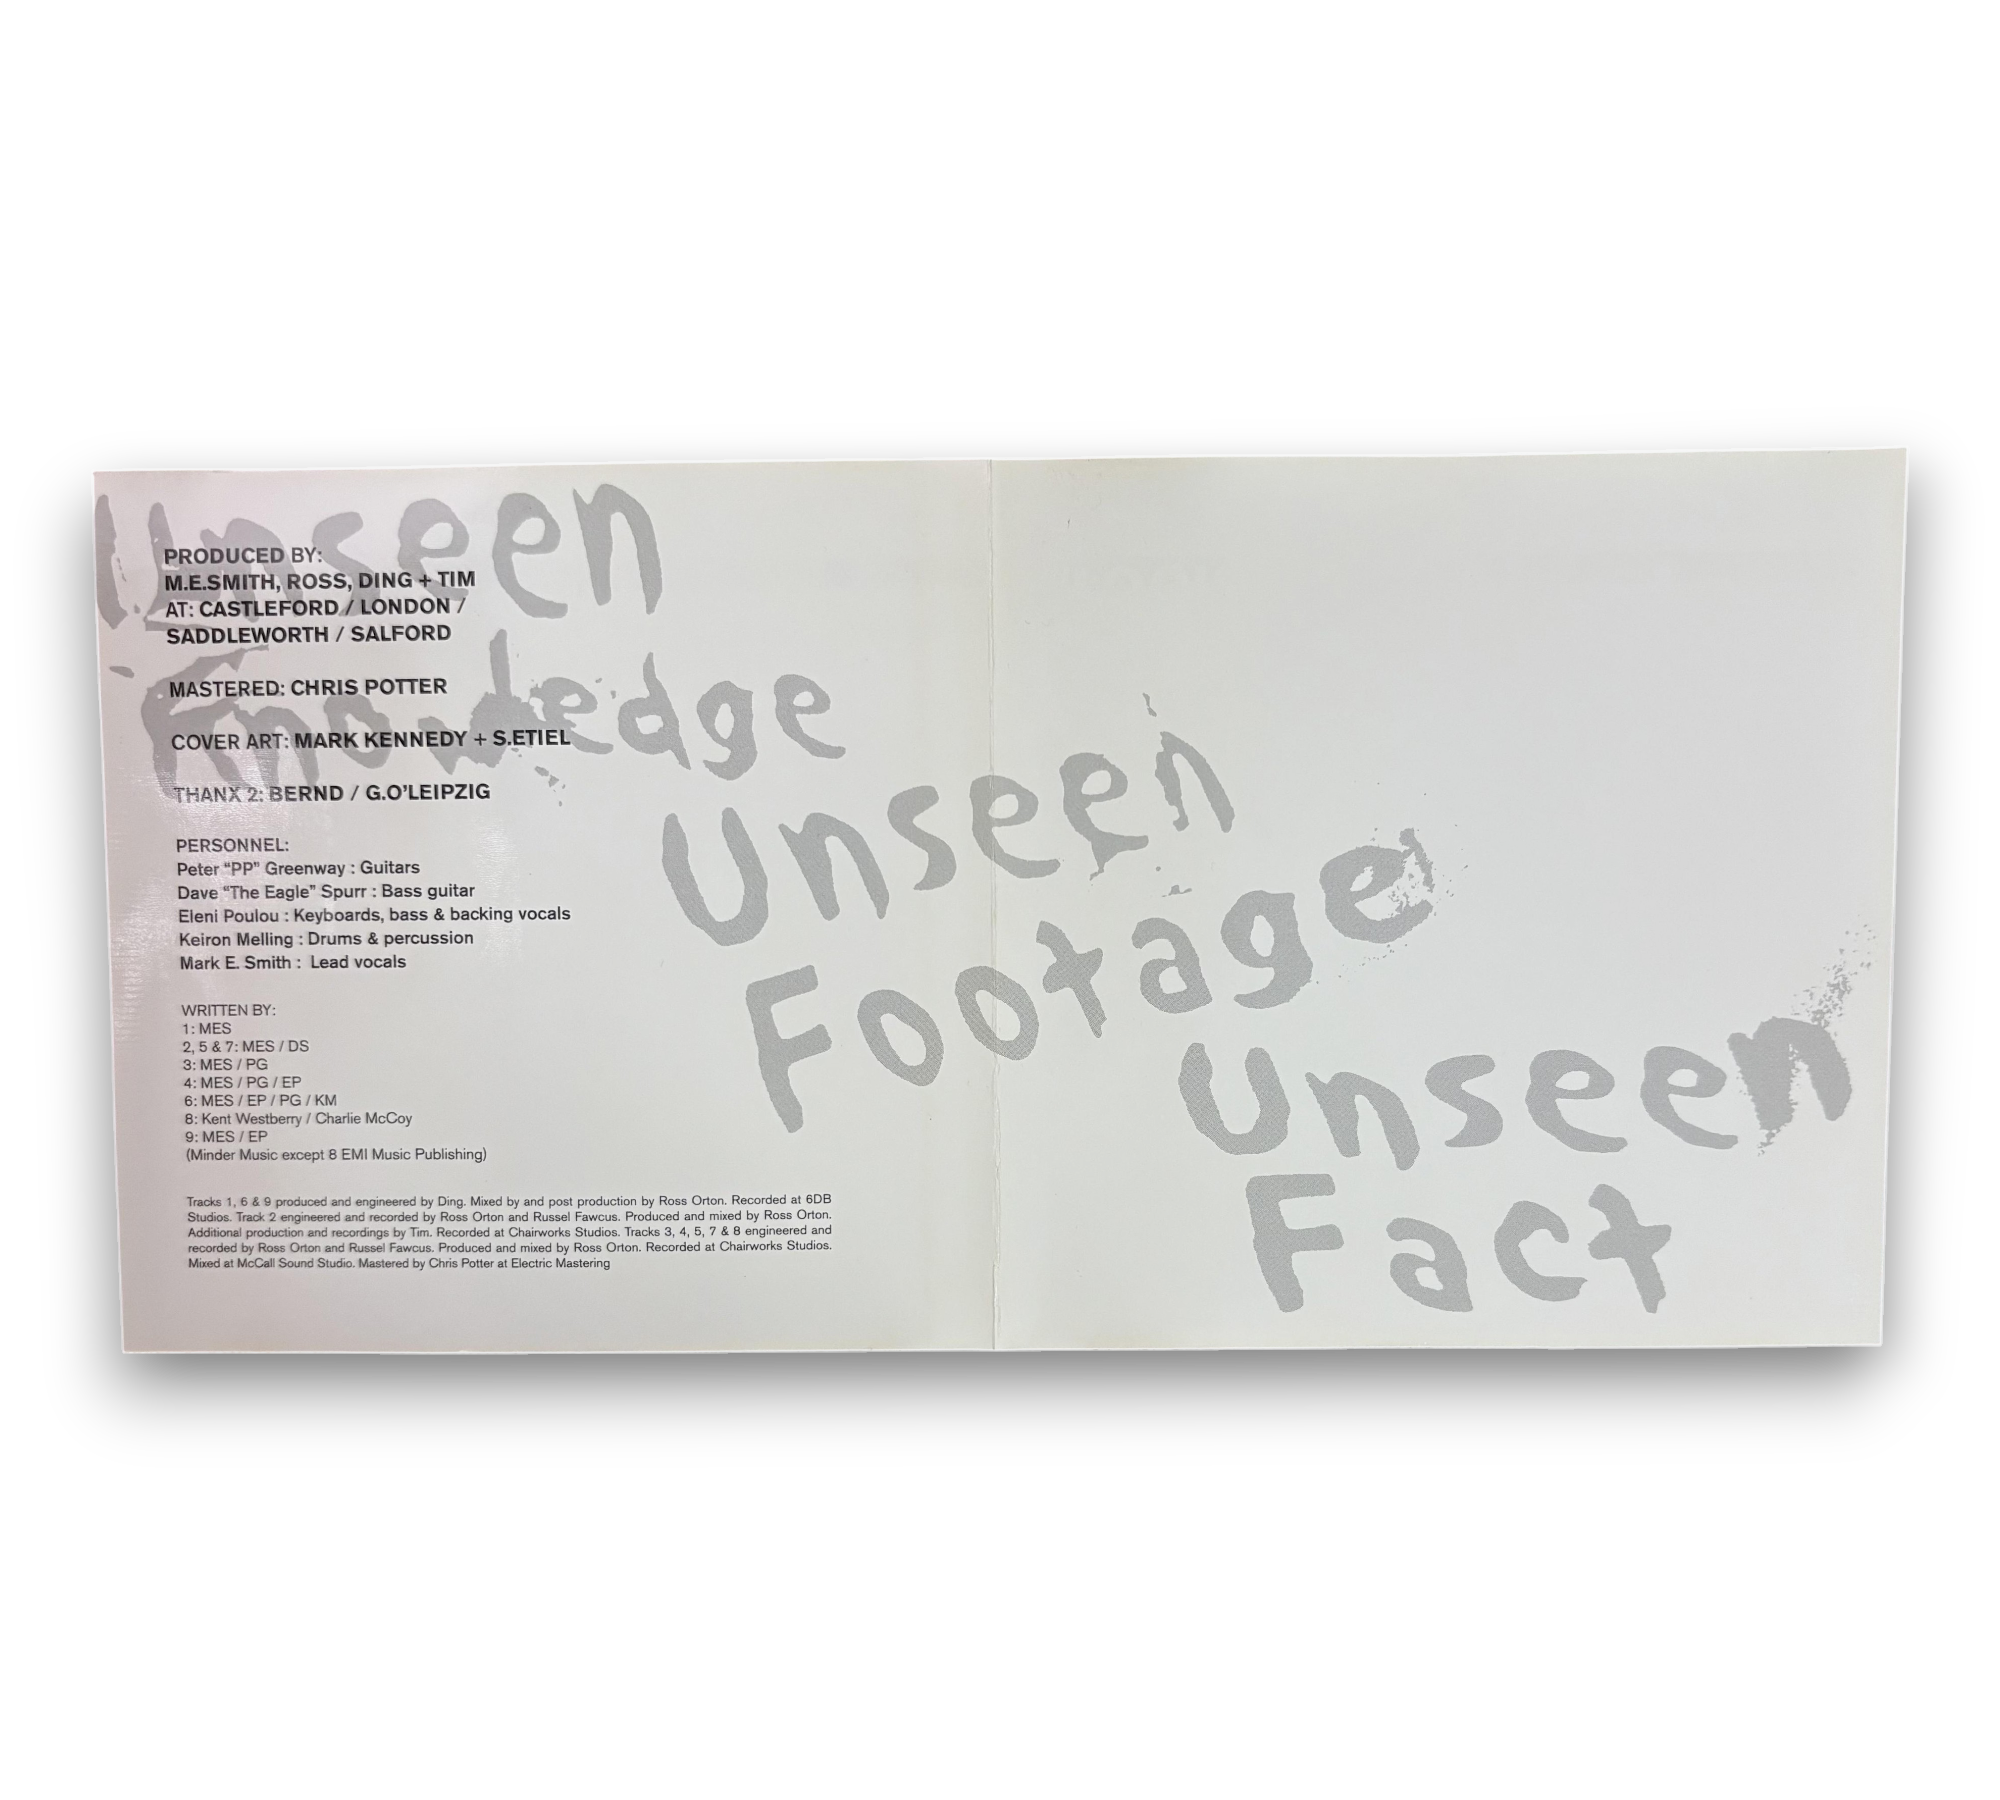 PRODUCED BY:
M.E.SMITH, ROSS, DING + TIM
AT: CASTLEFORD / LONDON /
SADDLEWORTH / SALFORD
MASTERED: CHRIS POTTER
COVER ART: MARK KENNEDY + S.ETIEL
THANX 2: BERND / G.O'LEIPZIG
PERSONNEL:
Peter “PP” Greenway : Guitars
Dave “The Eagle” Spurr : Bass guitar
Eleni Poulou : Keyboards, bass & backing vocals
Keiron Melling : Drums & percussion
Mark E. Smith : Lead vocals
WRITTEN BY:
1: MES
2, 5 & 7: MES / DS
3: MES / PG
4: MES / PG / EP
6: MES / EP / PG / KM
8: Kent Westberry / Charlie McCoy
9: MES / EP
(Minder Music except 8 EMI Music Publishing)
Tracks 1, 6 & 9 produced and engineered by Ding. Mixed by and post production by Ross Orton. Recorded at 6DB
Studios. Track 2 engineered and recorded by Ross Orton and Russel Fawcus. Produced and mixed by Ross Orton.
Additional production and recordings by Tim. Recorded at Chairworks Studios. Tracks 3, 4, 5, 7 & 8 engineered and
recorded by Ross Orton and Russel Fawcus. Produced and mixed by Ross Orton. Recorded at Chairworks Studios.
Mixed at McCall Sound Studio. Mastered by Chris Potter at Electric Mastering
Unseen
Knowledge
Unseen
Footage
Unseen
Fact